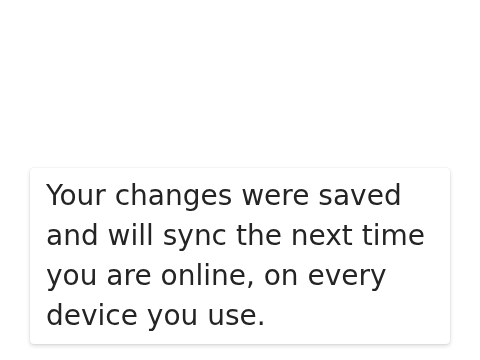 Your changes were saved
and will sync the next time
you are online, on every
device you use.